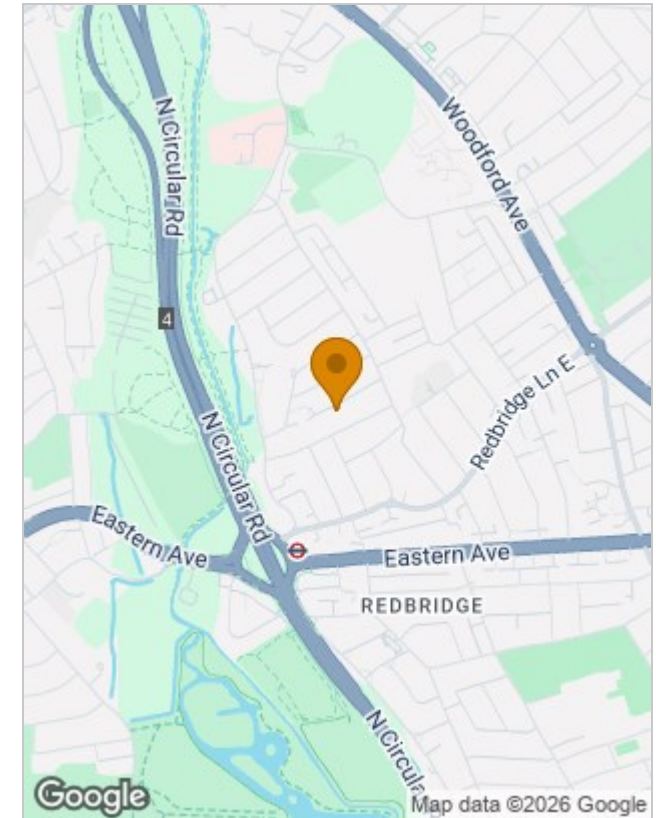 N Circular Rd
Woodford Ave
4
Redbridge Ln E
N Circular Rd
Eastern Ave
Eastern Ave
REDBRIDGE
N Circula
Google
Map data ©2026 Google